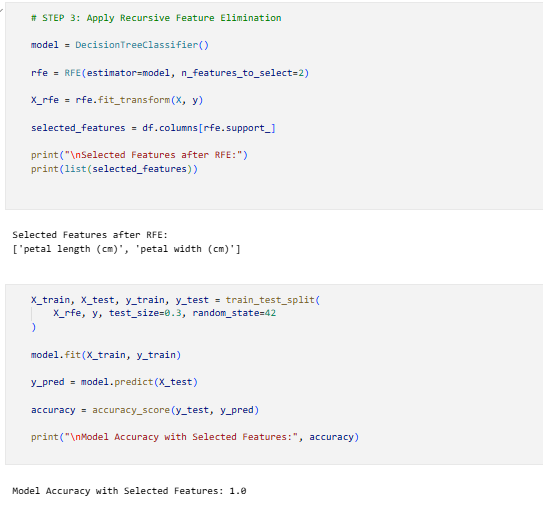 # STEP 3: Apply Recursive Feature Elimination
model = DecisionTreeClassifier()
rfe = RFE(estimator=model, n_features_to_select=2)
X_rfe = rfe.fit_transform(X, y)
selected_features = df.columns[rfe.support_]
print("\nSelected Features after RFE:")
print(list(selected_features))
Selected Features after RFE:
['petal length (cm)', 'petal width (cm)']
X_train, X_test, y_train, y_test = train_test_split(
    X_rfe, y, test_size=0.3, random_state=42
)
model.fit(X_train, y_train)
y_pred = model.predict(X_test)
accuracy = accuracy_score(y_test, y_pred)
print("\nModel Accuracy with Selected Features:", accuracy)
Model Accuracy with Selected Features: 1.0